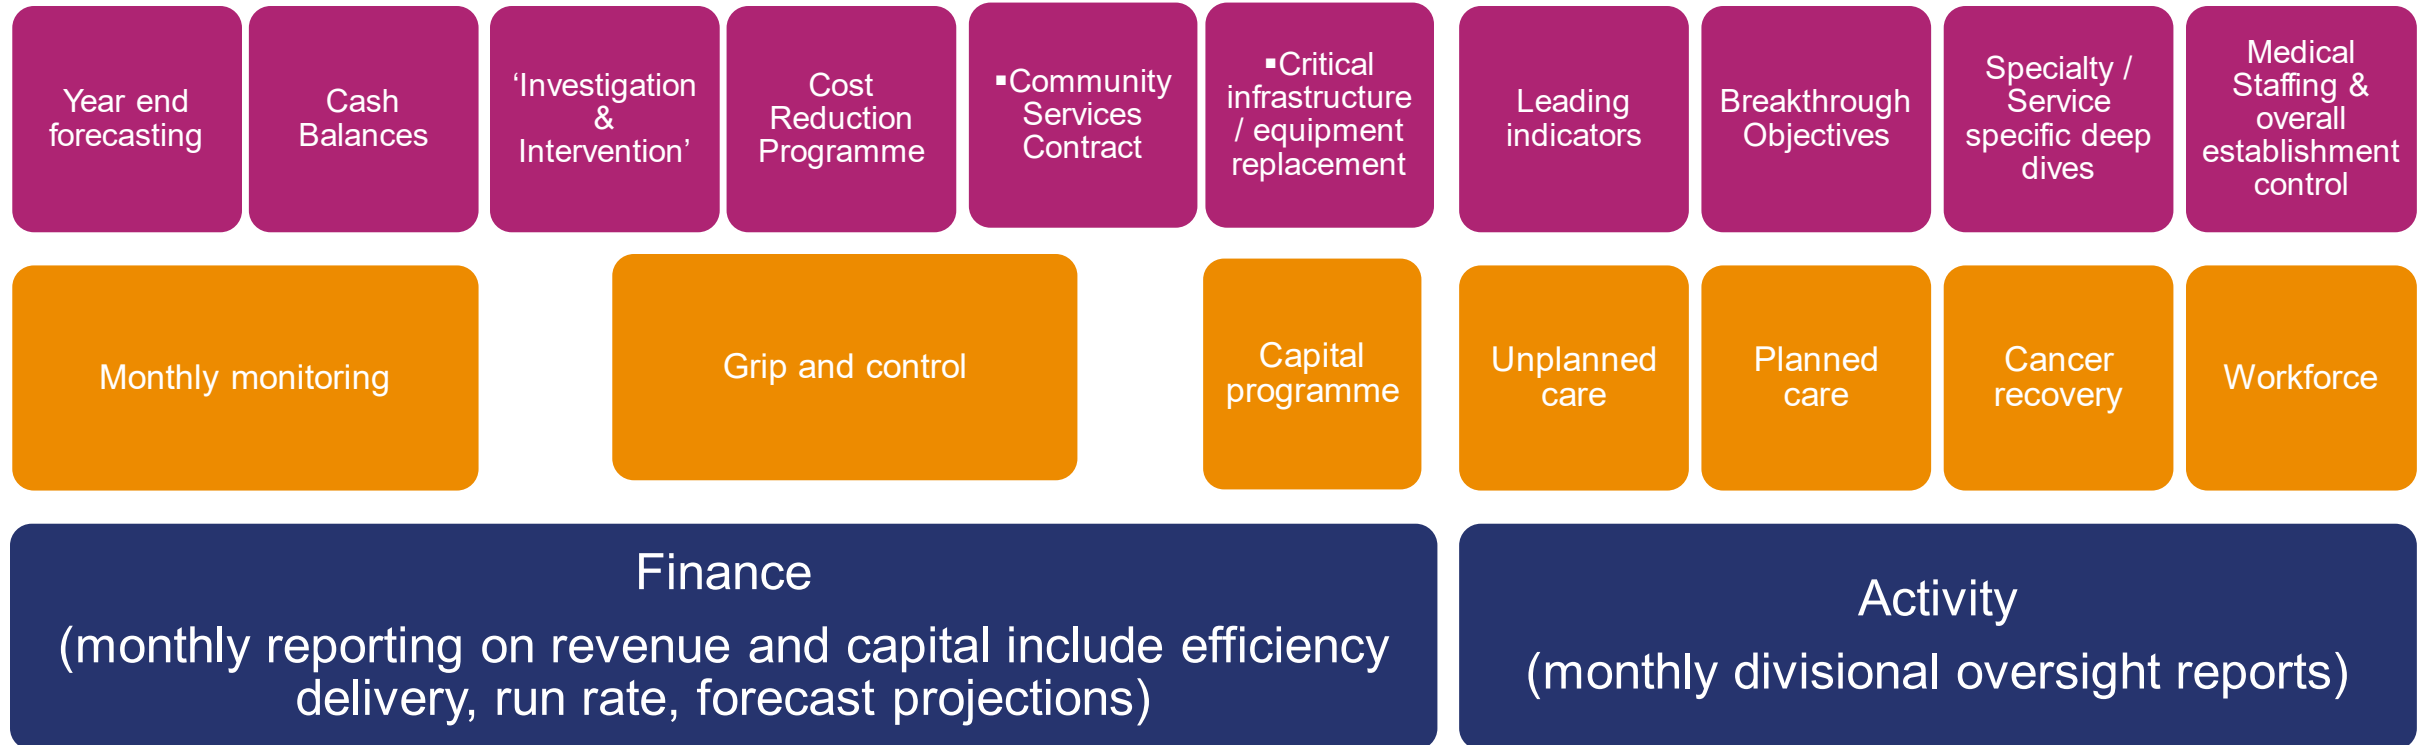 Year end
forecasting
Cash
Balances
‘Investigation
&
Intervention’
Cost
Reduction
Programme
▪Community
Services
Contract
▪Critical
infrastructure
/ equipment
replacement
Leading
indicators
Breakthrough
Objectives
Specialty /
Service
specific deep
dives
Medical
Staffing &
overall
establishment
control
Monthly monitoring
Grip and control
Capital
programme
Unplanned
care
Planned
care
Cancer
recovery
Workforce
Finance
(monthly reporting on revenue and capital include efficiency
delivery, run rate, forecast projections)
Activity
(monthly divisional oversight reports)